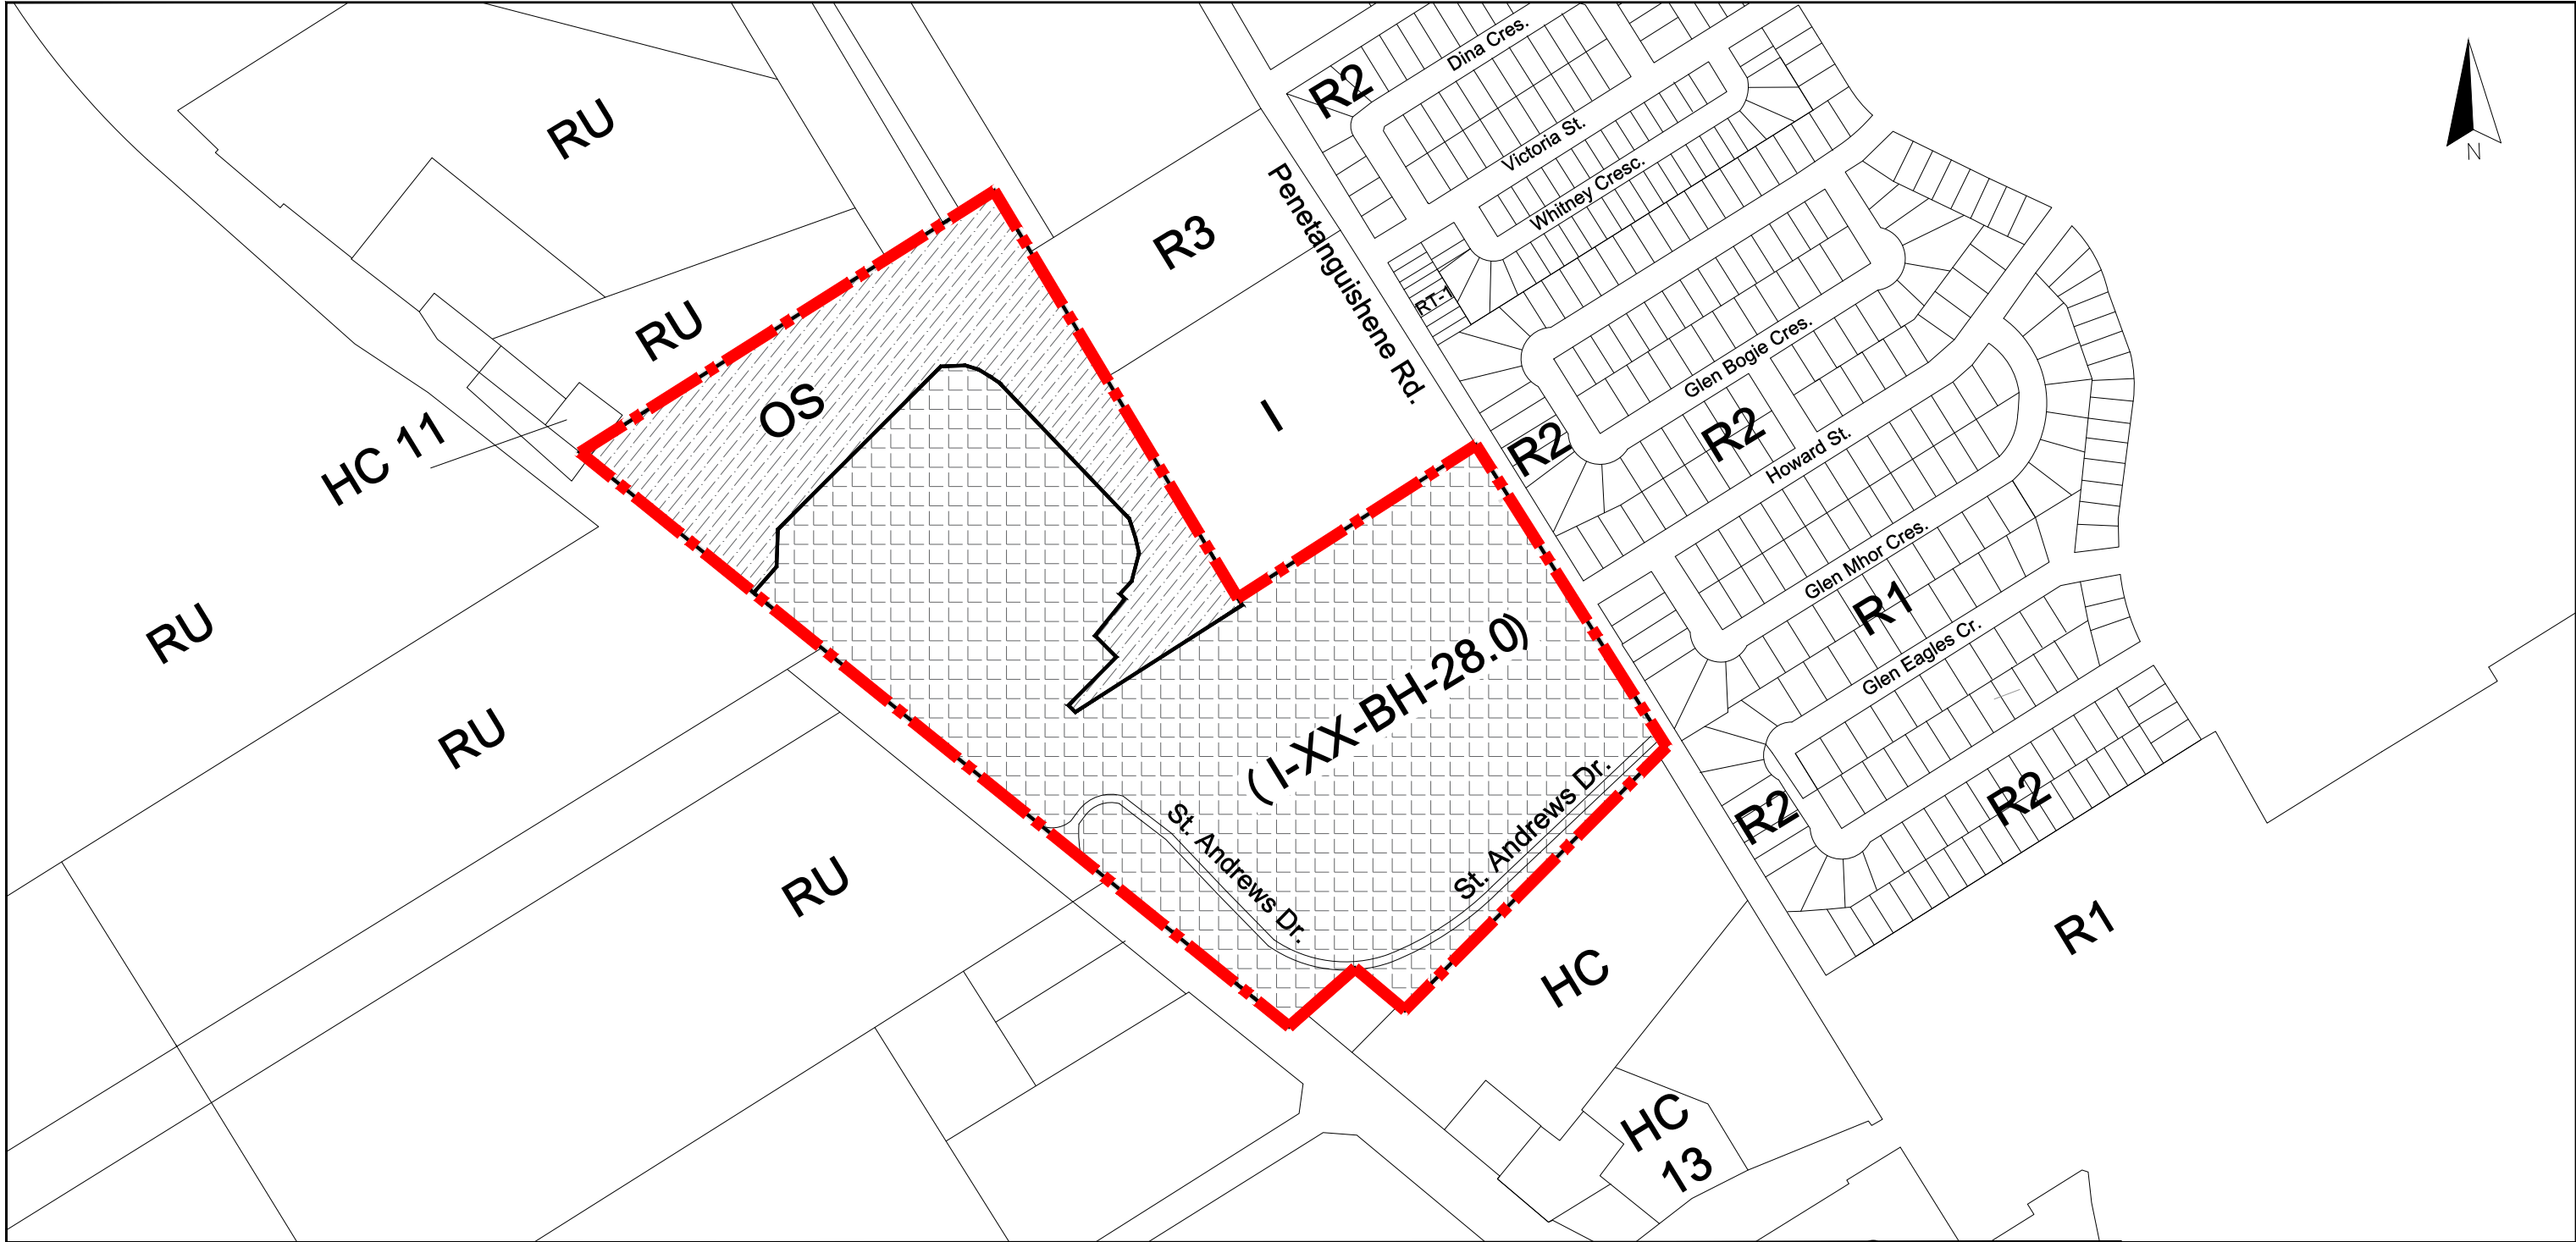 Dina Cres.
R2
RU
Victoria St.
N
Whitney Cresc.
R3
Penetanguishene Rd.
RT-1
RU
Glen Bogie Cres.
OS
I
R2
R2
Howard St.
HC 11
Glen Mhor Cres.
R1
RU
Glen Eagles Cr.
(I-XX-BH-28.0)
RU
R2
R2
St. Andrews Dr.
St. Andrews Dr.
RU
R1
HC
HC
13